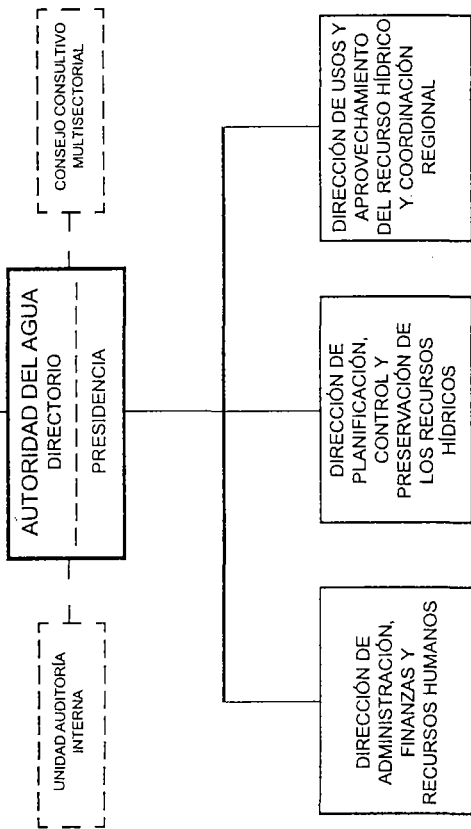 AUTORIDAD DEL AGUA
DIRECTORIO
PRESIDENCIA
UNIDAD AUDITORÍA
INTERNA
CONSEJO CONSULTIVO
MULTISECTORIAL
DIRECCIÓN DE
ADMINISTRACIÓN,
FINANZAS Y
RECURSOS HUMANOS
DIRECCIÓN DE
PLANIFICACIÓN,
CONTROL Y
PRESERVACIÓN DE
LOS RECURSOS
HÍDRICOS
DIRECCIÓN DE USOS Y
APROVECHAMIENTO
DEL RECURSO HÍDRICO
Y. COORDINACIÓN
REGIONAL